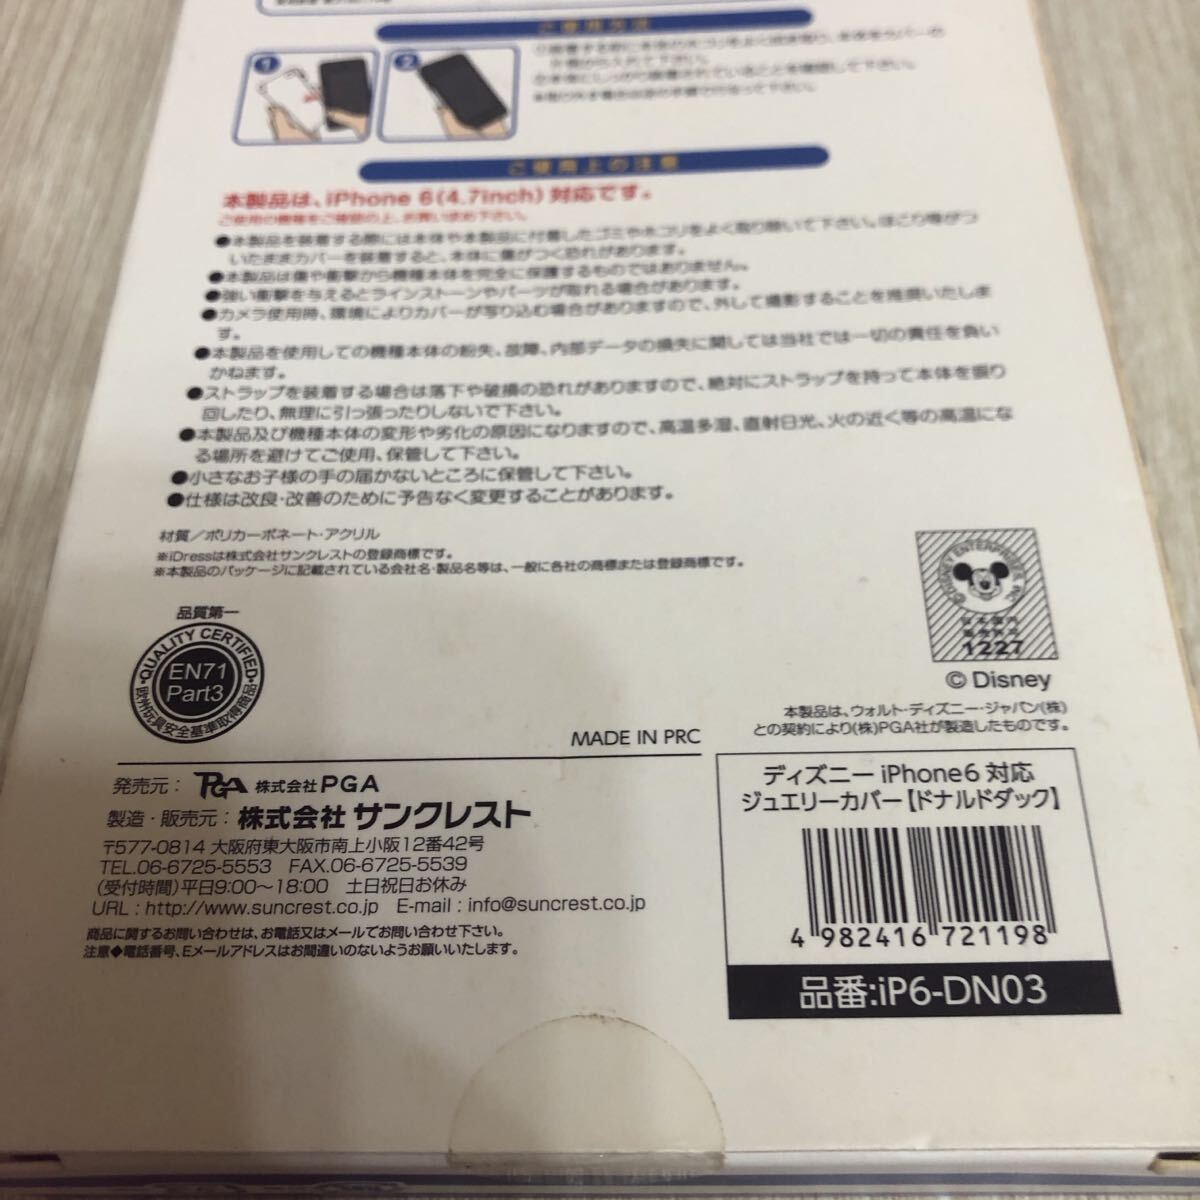 ご使用方法
1
2
ご使用上の注意
本製品は、iPhone 6(4.7inch)対応です。
ご使用の機種をご確認の上、お買い求め下さい。
●本製品を装着する際には本体や本製品に付着したゴミやホコリをよく取り除いて下さい。ほこり等がつ
いたままカバーを装着すると、本体に傷がつく恐れがあります。
●本製品は傷や衝撃から機種本体を完全に保護するものではありません。
●強い衝撃を与えるとラインストーンやパーツが取れる場合があります。
●カメラ使用時、環境によりカバーが写り込む場合がありますので、外して撮影することを推奨いたしま
す。
●本製品を使用しての機種本体の紛失、故障、内部データの損失に関しては当社では一切の責任を負い
かねます。
●ストラップを装着する場合は落下や破損の恐れがありますので、絶対にストラップを持って本体を振り
回したり、無理に引っ張ったりしないで下さい。
●本製品及び機種本体の変形や劣化の原因になりますので、高温多湿、直射日光、火の近く等の高温にな
る場所を避けてご使用、保管して下さい。
●小さなお子様の手の届かないところに保管して下さい。
●仕様は改良・改善のために予告なく変更することがあります。
材質／ポリカーボネート・アクリル
※iDressは株式会社サンクレストの登録商標です。
※本製品のパッケージに記載されている会社名・製品名等は、一般に各社の商標または登録商標です。
品質第一
QUALITY CERTIFIED
EN71
Part3
欧州玩具安全基準取得商品
© DISNEY ENTERPRISES, INC.
日本国内
販売許諾
1227
© Disney
本製品は、ウォルト・ディズニー・ジャパン(株)
との契約により(株)PGA社が製造したものです。
MADE IN PRC
発売元： PGA 株式会社PGA
製造・販売元： 株式会社 サンクレスト
〒577-0814 大阪府東大阪市南上小阪12番42号
TEL.06-6725-5553 FAX.06-6725-5539
(受付時間)平日9:00〜18:00 土日祝日お休み
URL : http://www.suncrest.co.jp E-mail : info@suncrest.co.jp
商品に関するお問い合わせは、お電話又はメールてお問い合わせ下さい。
注意◆電話番号、Eメールアドレスはお間違いのないようお願いいたします。
ディズニー iPhone6 対応
ジュエリーカバー【ドナルドダック】
4 982416 721198
品番:iP6-DN03